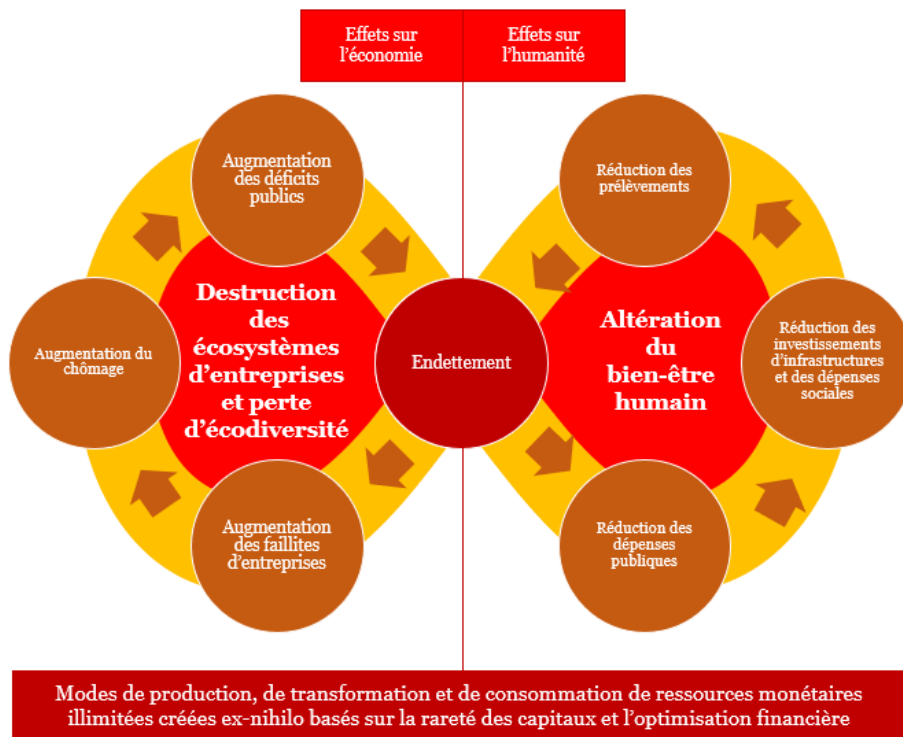 Effets sur
l’économie
Effets sur
l’humanité
Augmentation
des déficits
publics
Réduction des
prélèvements
Destruction
des
écosystèmes
d’entreprises
et perte
d’écodiversité
Augmentation du
chômage
Endettement
Altération
du
bien-être
humain
Réduction des
investissements
d’infrastructures
et des dépenses
sociales
Augmentation
des faillites
d’entreprises
Réduction des
dépenses
publiques
Modes de production, de transformation et de consommation de ressources monétaires
illimitées créées ex-nihilo basés sur la rareté des capitaux et l’optimisation financière